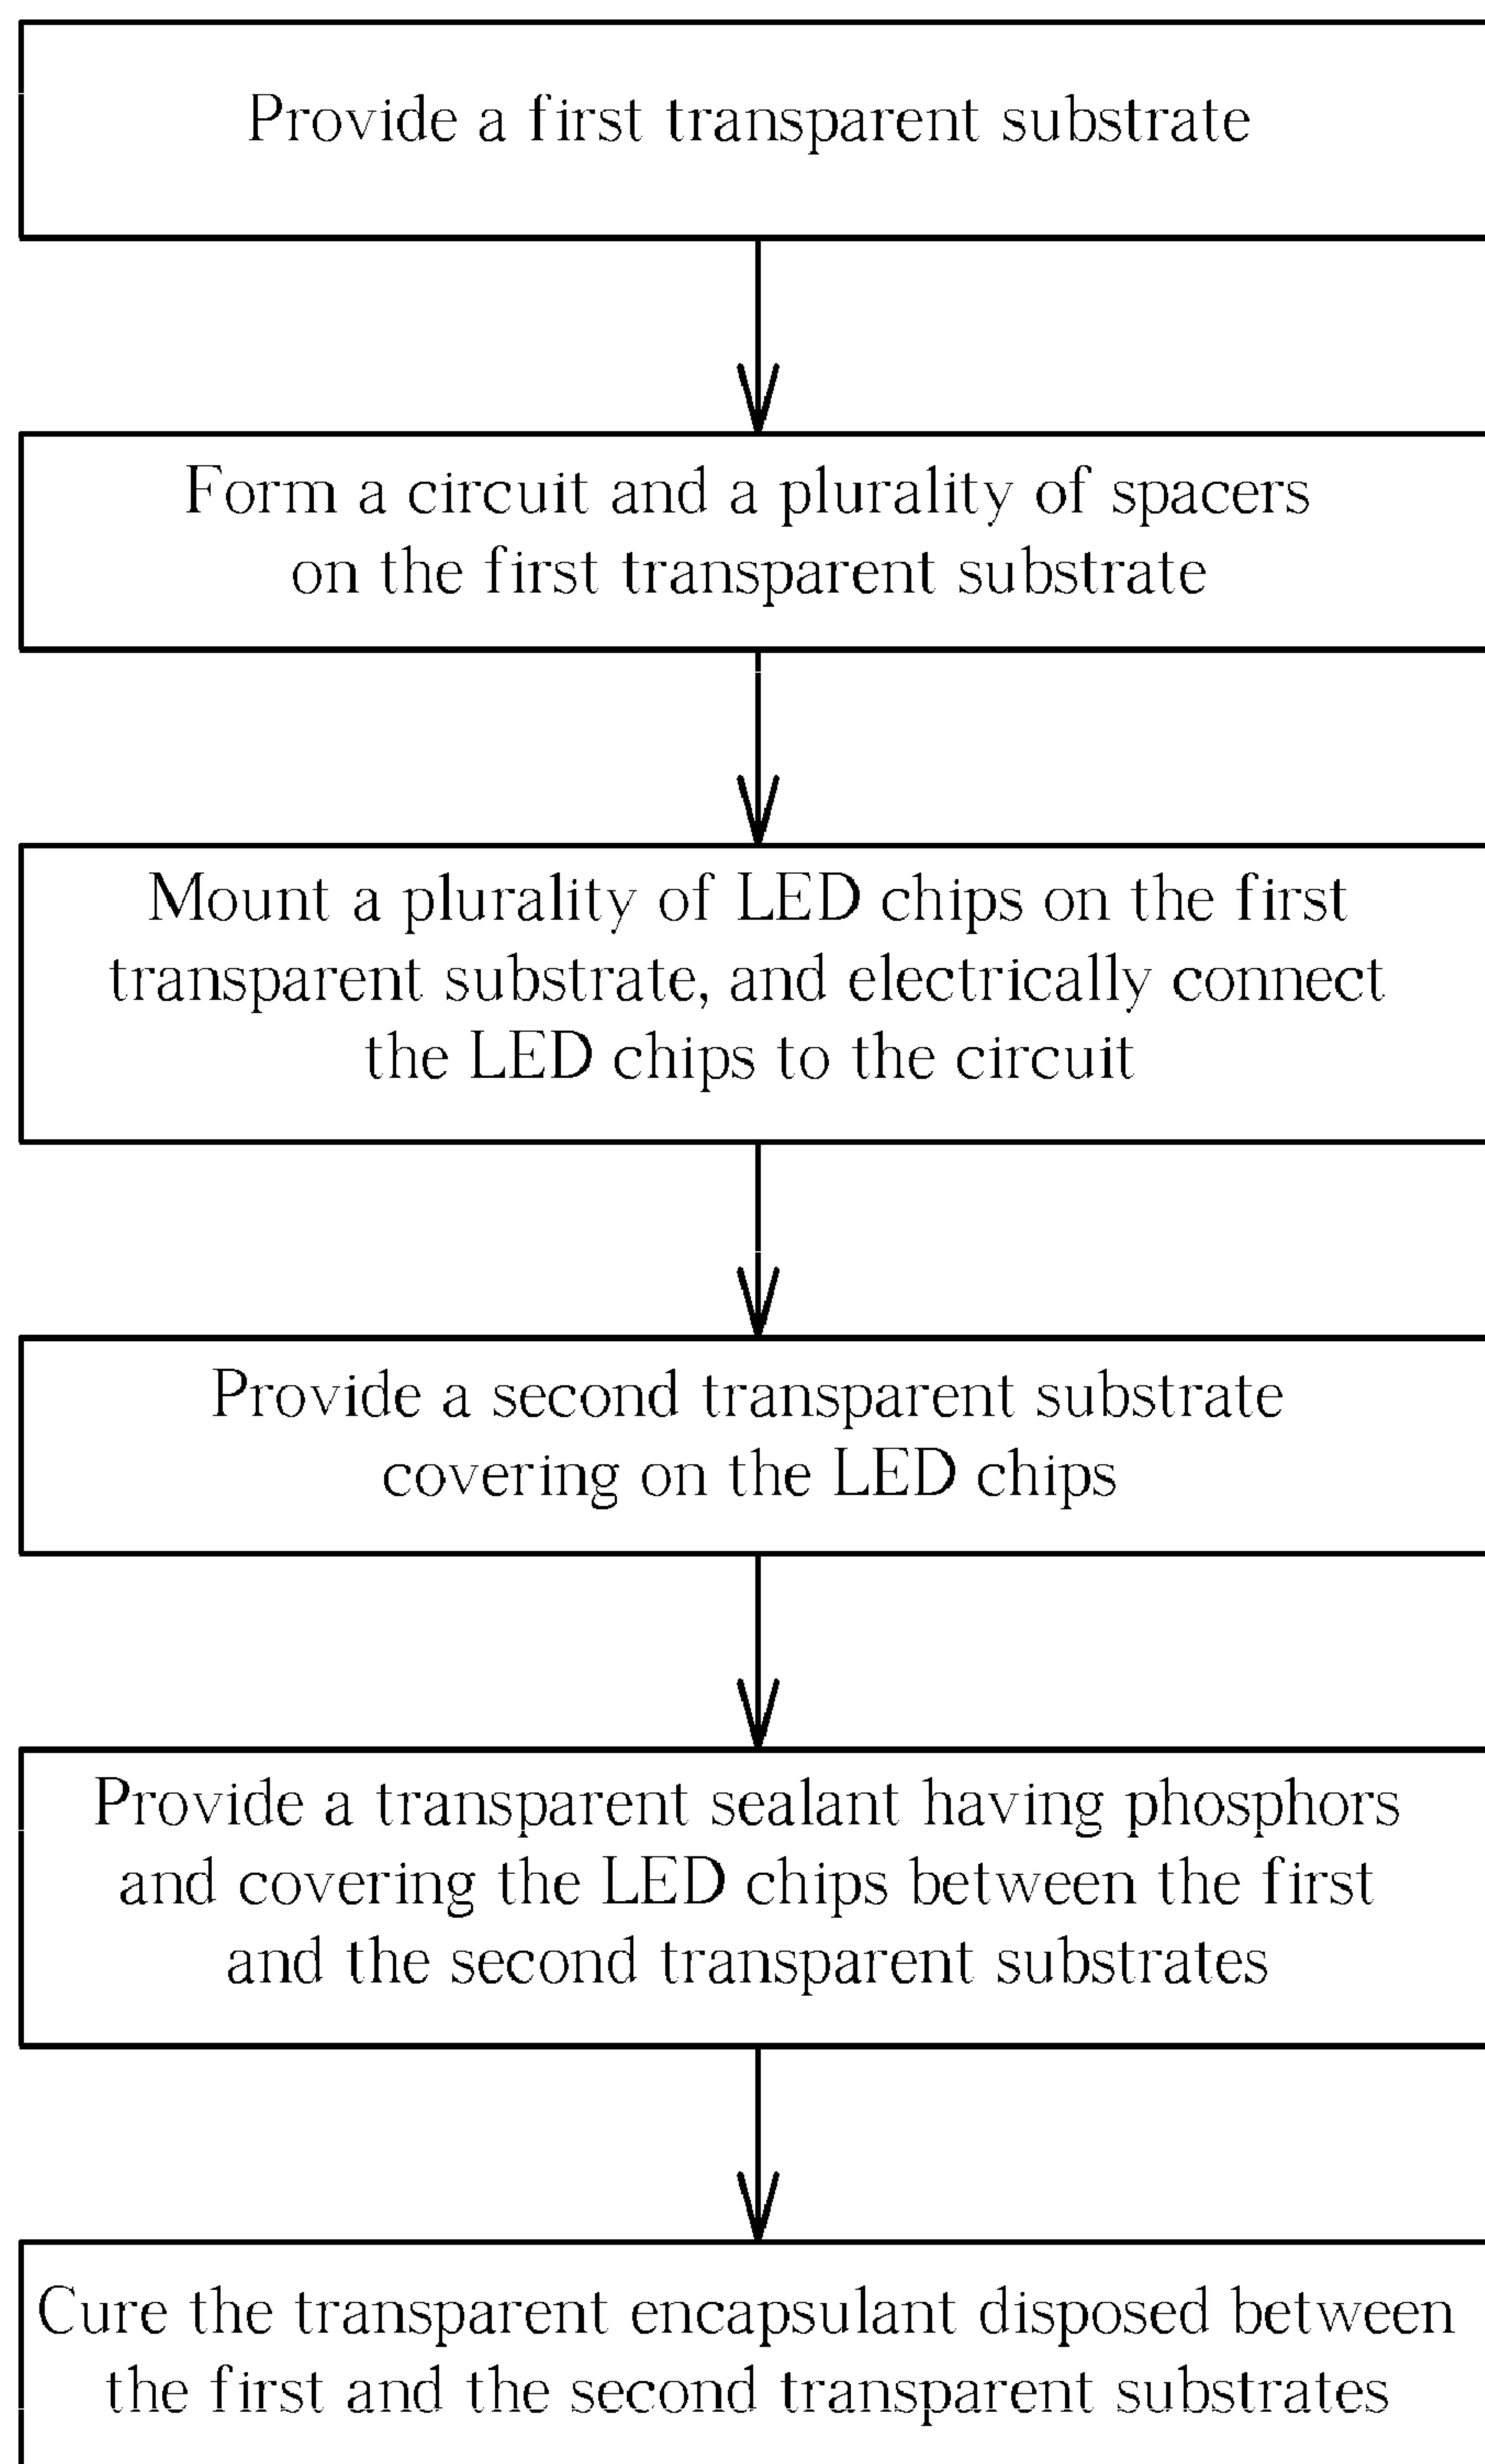 Provide a first transparent substrate
Form a circuit and a plurality of spacers
on the first transparent substrate
Mount a plurality of LED chips on the first
transparent substrate, and electrically connect
the LED chips to the circuit
Provide a second transparent substrate
covering on the LED chips
Provide a transparent sealant having phosphors
and covering the LED chips between the first
and the second transparent substrates
Cure the transparent encapsulant disposed between
the first and the second transparent substrates